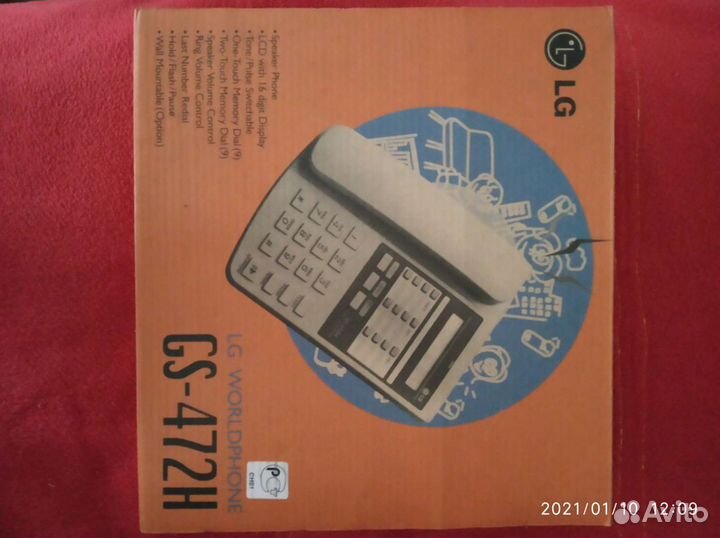 LG
• Speaker Phone
• LCD with 16 digit Display
• Tone/Pulse Switchable
• One-Touch Memory Dial (9)
• Two-Touch Memory Dial (9)
• Speaker Volume Control
• Ring Volume Control
• Last Number Redial
• Hold/Flash/Pause
• Wall Mountable (Option)
LG WORLDPHONE
GS-472H
2021/01/10 12:09
Avito